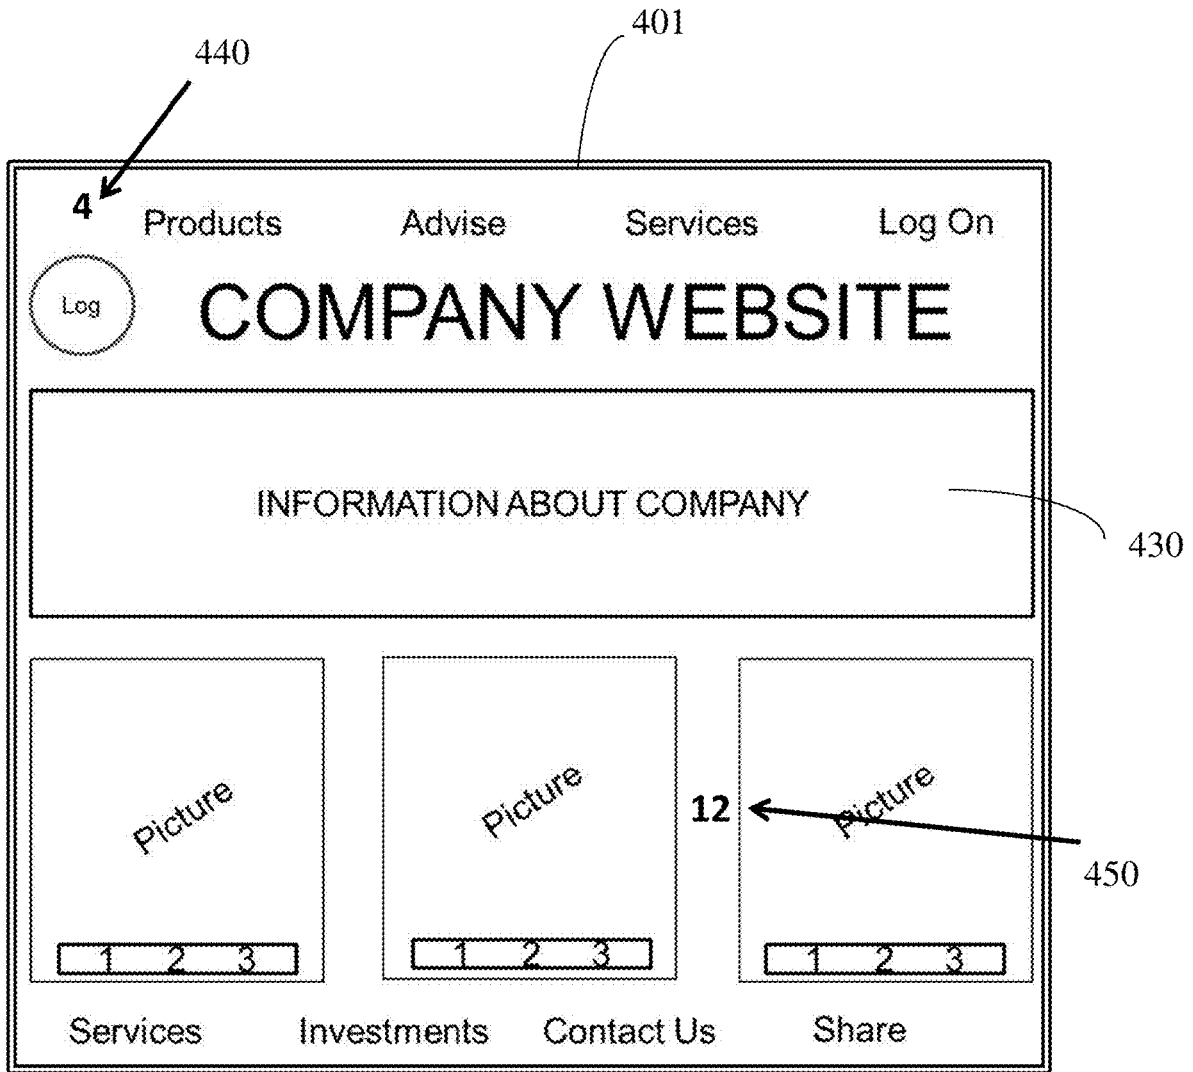 401
440
4
Products Advise Services Log On
Log
COMPANY WEBSITE
INFORMATION ABOUT COMPANY
430
Picture Picture 12 Picture
450
1 2 3 1 2 3 1 2 3
Services Investments Contact Us Share